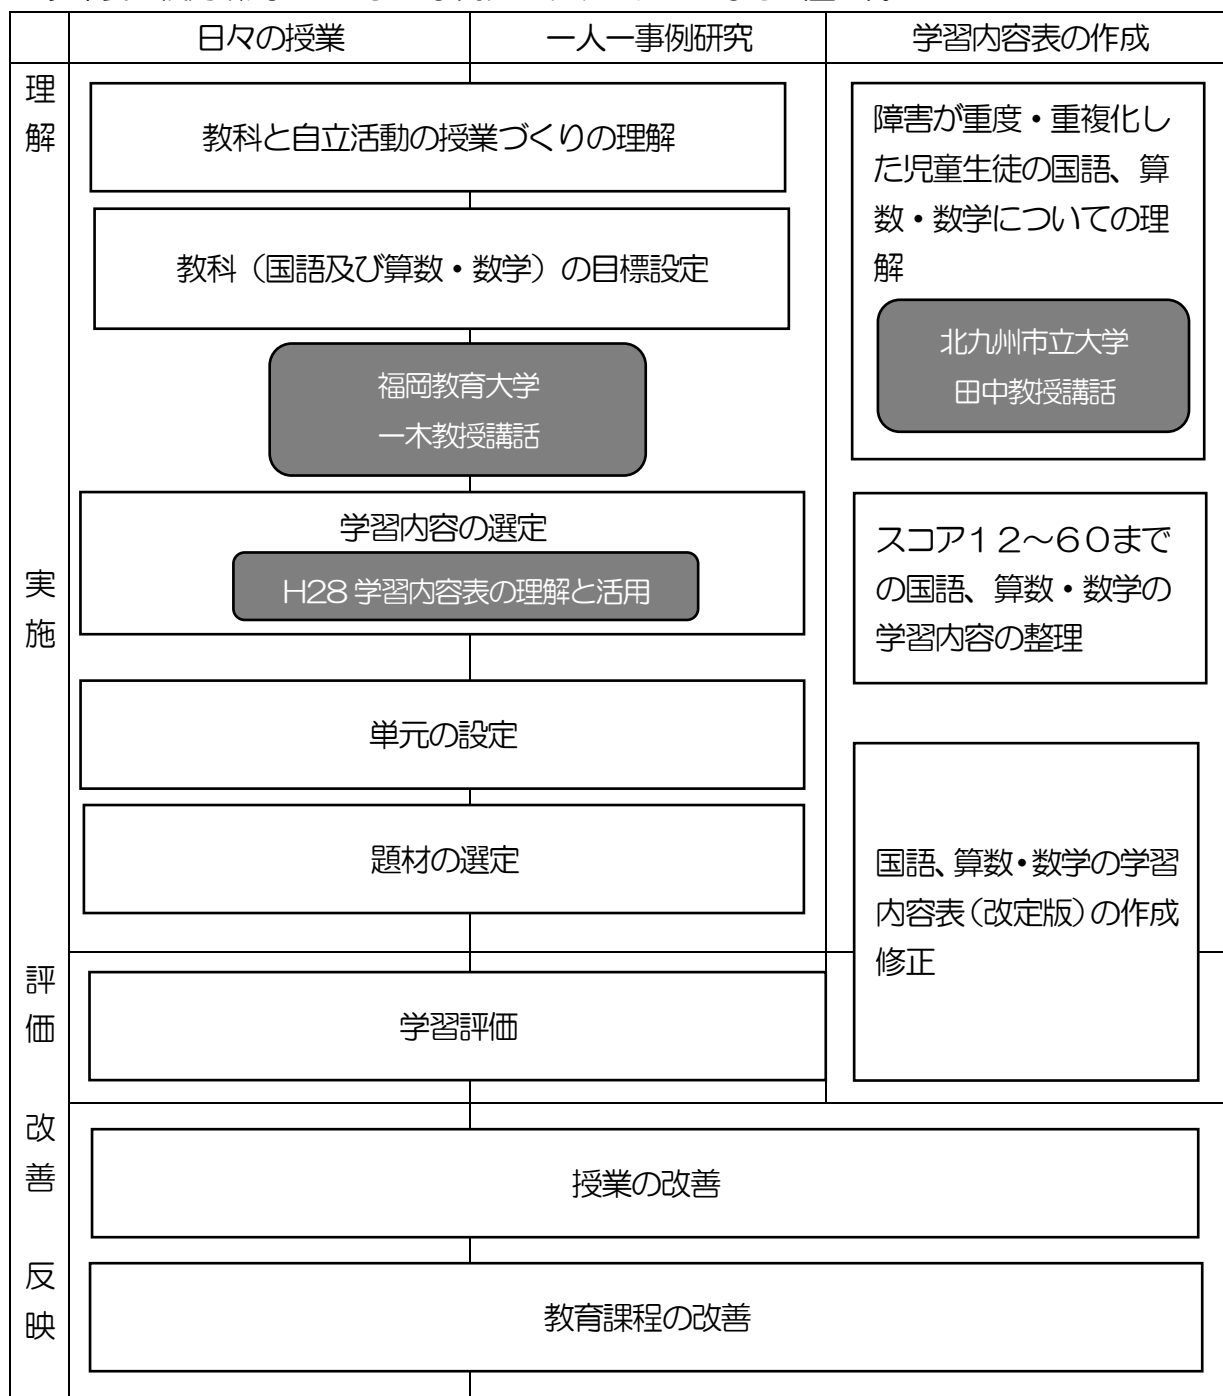 日々の授業
一人一事例研究
学習内容表の作成
理解
教科と自立活動の授業づくりの理解
教科（国語及び算数・数学）の目標設定
福岡教育大学
一木教授講話
障害が重度・重複化し
た児童生徒の国語、算
数・数学についての理
解
北九州市立大学
田中教授講話
実施
学習内容の選定
H28 学習内容表の理解と活用
単元の設定
題材の選定
スコア１２～６０まで
の国語、算数・数学の
学習内容の整理
国語、算数・数学の学習
内容表（改定版）の作成
修正
評価
学習評価
改善
授業の改善
反映
教育課程の改善